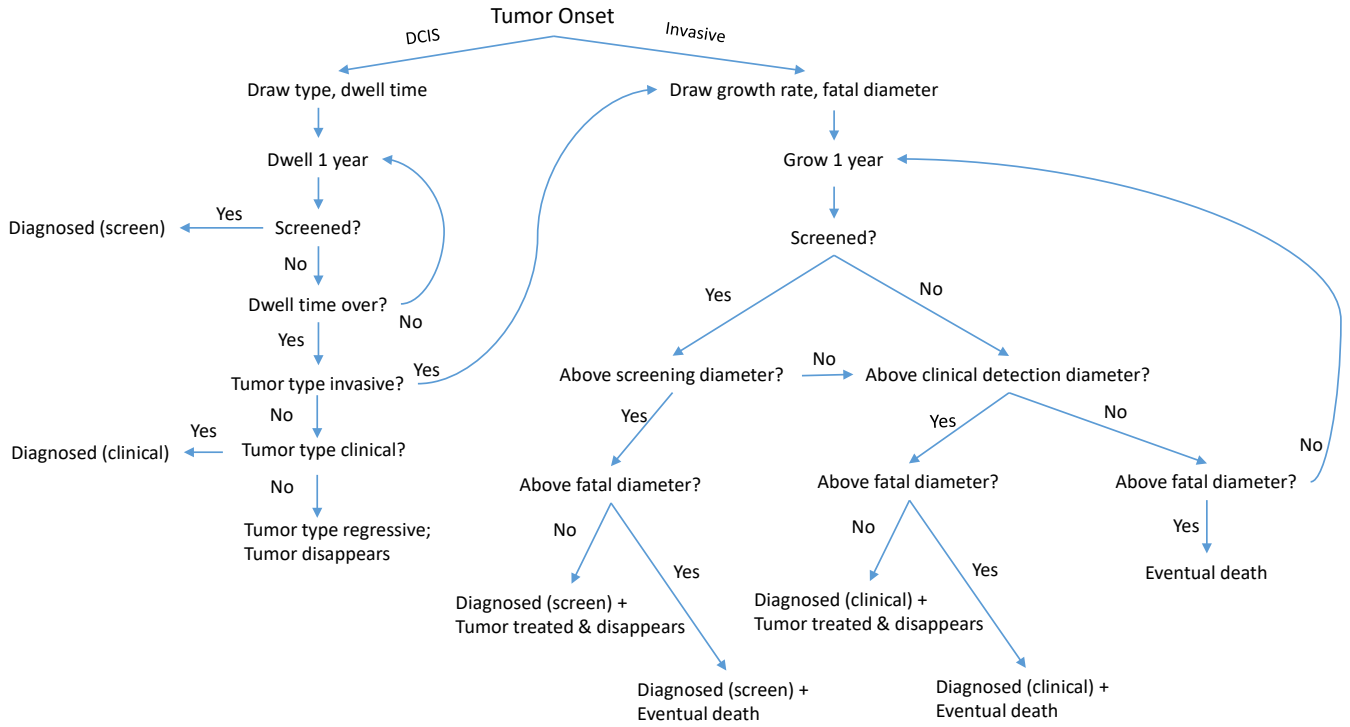 Tumor Onset
DCIS
Invasive
Draw type, dwell time
Draw growth rate, fatal diameter
Dwell 1 year
Grow 1 year
Diagnosed (screen)
Yes
Screened?
Screened?
No
Dwell time over?
No
Yes
No
Yes
Tumor type invasive?
Yes
Above screening diameter?
No
Above clinical detection diameter?
No
Yes
Yes
No
Diagnosed (clinical)
Yes
Tumor type clinical?
No
No
Above fatal diameter?
Above fatal diameter?
Above fatal diameter?
Tumor type regressive;
Tumor disappears
No
Yes
No
Yes
Yes
Eventual death
Diagnosed (screen) +
Tumor treated & disappears
Diagnosed (clinical) +
Tumor treated & disappears
Diagnosed (screen) +
Eventual death
Diagnosed (clinical) +
Eventual death